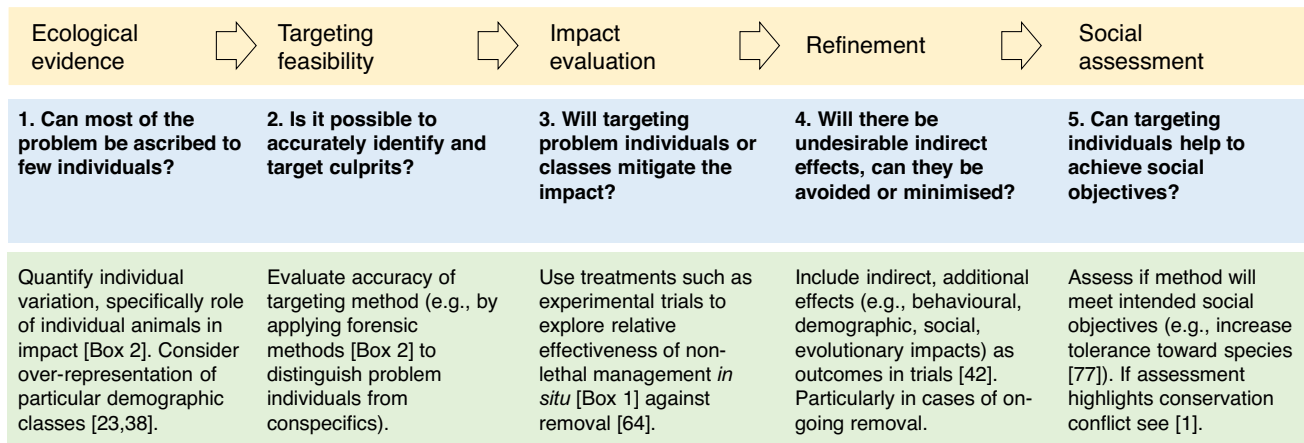 Ecological
evidence
Targeting
feasibility
Impact
evaluation
Refinement
Social
assessment
1. Can most of the
problem be ascribed to
few individuals?
2. Is it possible to
accurately identify and
target culprits?
3. Will targeting
problem individuals or
classes mitigate the
impact?
4. Will there be
undesirable indirect
effects, can they be
avoided or minimised?
5. Can targeting
individuals help to
achieve social
objectives?
Quantify individual
variation, specifically role
of individual animals in
impact [Box 2]. Consider
over-representation of
particular demographic
classes [23,38].
Evaluate accuracy of
targeting method (e.g., by
applying forensic
methods [Box 2] to
distinguish problem
individuals from
conspecifics).
Use treatments such as
experimental trials to
explore relative
effectiveness of non-
lethal management in
situ [Box 1] against
removal [64].
Include indirect, additional
effects (e.g., behavioural,
demographic, social,
evolutionary impacts) as
outcomes in trials [42].
Particularly in cases of on-
going removal.
Assess if method will
meet intended social
objectives (e.g., increase
tolerance toward species
[77]). If assessment
highlights conservation
conflict see [1].